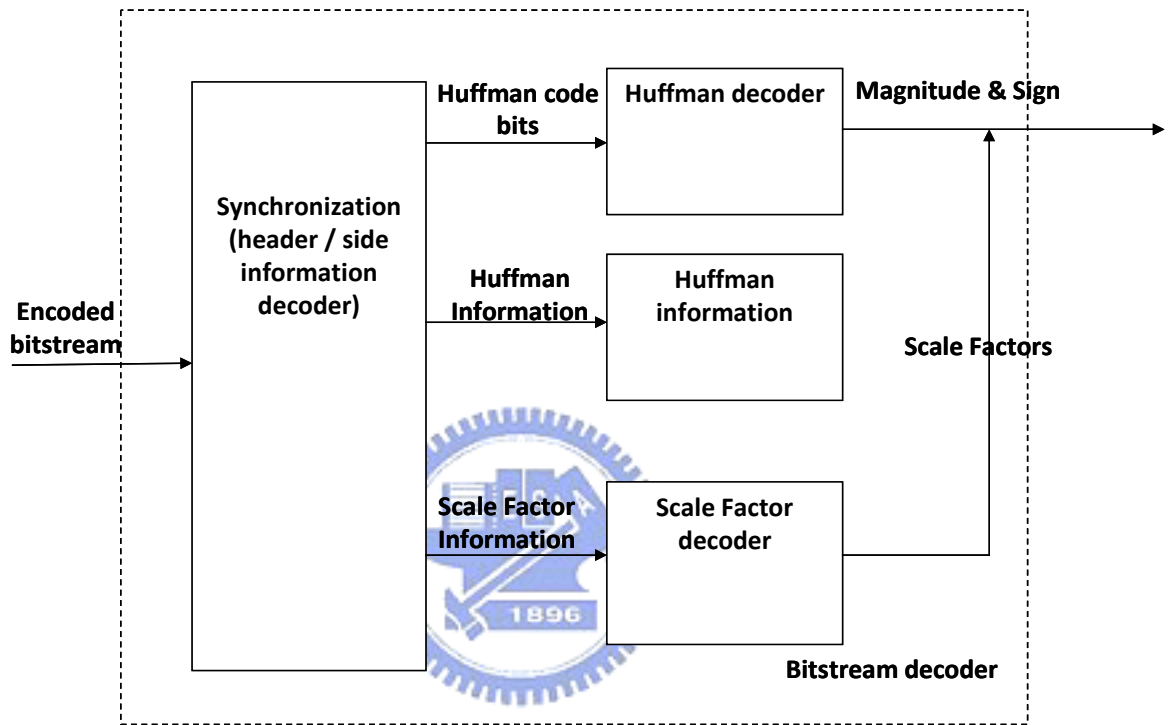 Encoded
bitstream
Synchronization
(header / side
information
decoder)
Huffman code
bits
Huffman decoder
Magnitude & Sign
Huffman
Information
Huffman
information
Scale Factors
Scale Factor
Information
Scale Factor
decoder
1896
Bitstream decoder